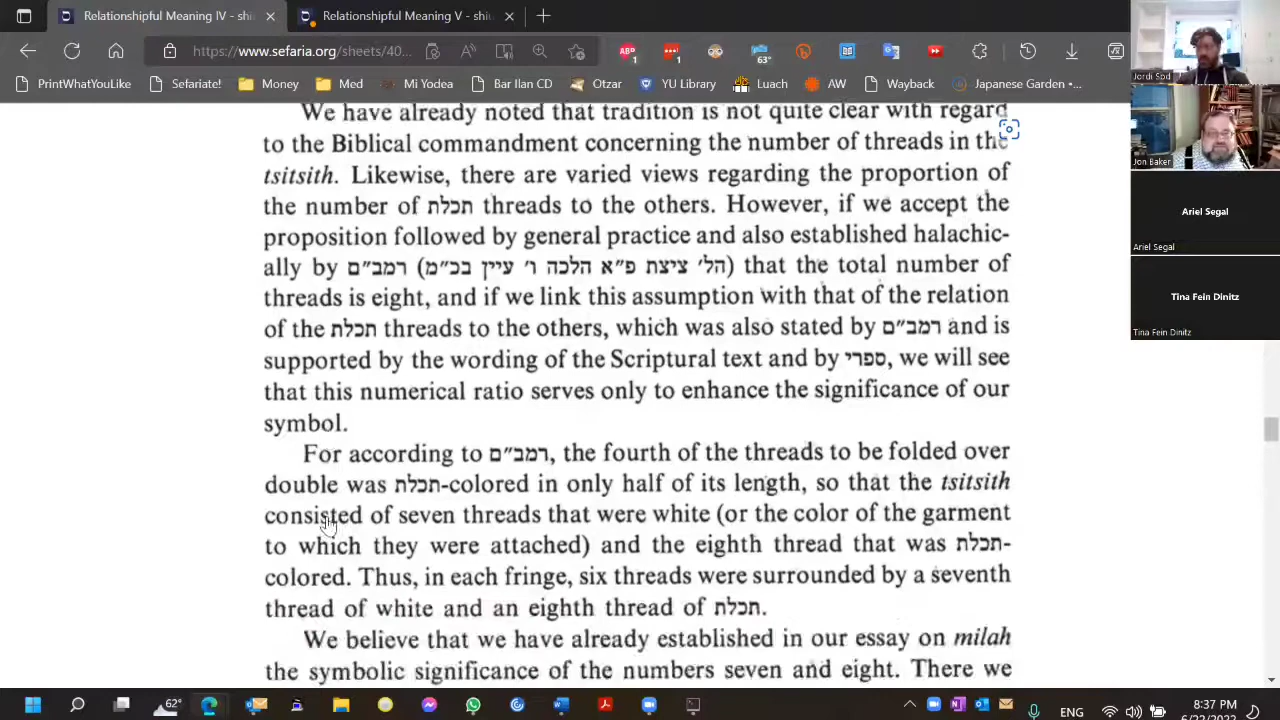 Relationshipful Meaning IV - shi
Relationshipful Meaning V - shi
https://www.sefaria.org/sheets/40...
63°
PrintWhatYouLike
Sefariate!
Money
Med
Mi Yode
Bar Ilan CD
Otzar
YU Library
Luach
AW
Wayback
Japanese Garden -...
We have already noted that tradition is not quite clear with regard
to the Biblical commandment concerning the number of threads in the
tsitsith. Likewise, there are varied views regarding the proportion of
the number of תכלת threads to the others. However, if we accept the
proposition followed by general practice and also established halachic-
ally by רמב״ם (הל׳ ציצת פ״א הלכה ו׳ עיין בכ״מ) that the total number of
threads is eight, and if we link this assumption with that of the relation
of the תכלת threads to the others, which was also stated by רמב״ם and is
supported by the wording of the Scriptural text and by ספרי, we will see
that this numerical ratio serves only to enhance the significance of our
symbol.
For according to רמב״ם, the fourth of the threads to be folded over
double was תכלת-colored in only half of its length, so that the tsitsith
consisted of seven threads that were white (or the color of the garment
to which they were attached) and the eighth thread that was תכלת-
colored. Thus, in each fringe, six threads were surrounded by a seventh
thread of white and an eighth thread of תכלת.
We believe that we have already established in our essay on milah
the symbolic significance of the numbers seven and eight. There we
Jordi Spd
Jon Baker
Ariel Segal
Ariel Segal
Tina Fein Dinitz
Tina Fein Dinitz
62°
ENG
8:37 PM